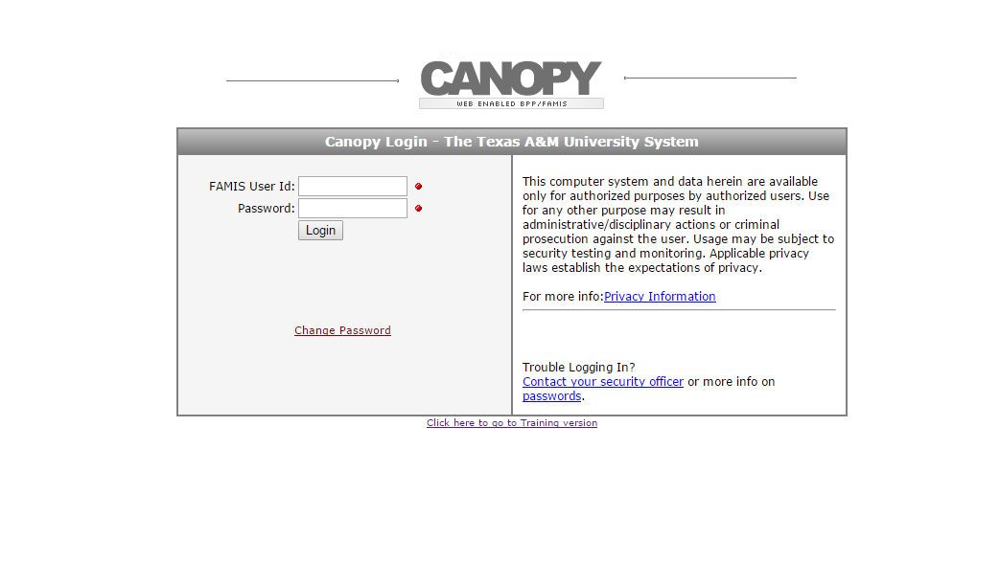 CANOPY
WEB ENABLED BPP/FAMIS
Canopy Login - The Texas A&M University System
FAMIS User Id:
Password:
Login
Change Password
This computer system and data herein are available
only for authorized purposes by authorized users. Use
for any other purpose may result in
administrative/disciplinary actions or criminal
prosecution against the user. Usage may be subject to
security testing and monitoring. Applicable privacy
laws establish the expectations of privacy.
For more info:Privacy Information
Trouble Logging In?
Contact your security officer or more info on
passwords.
Click here to go to Training version